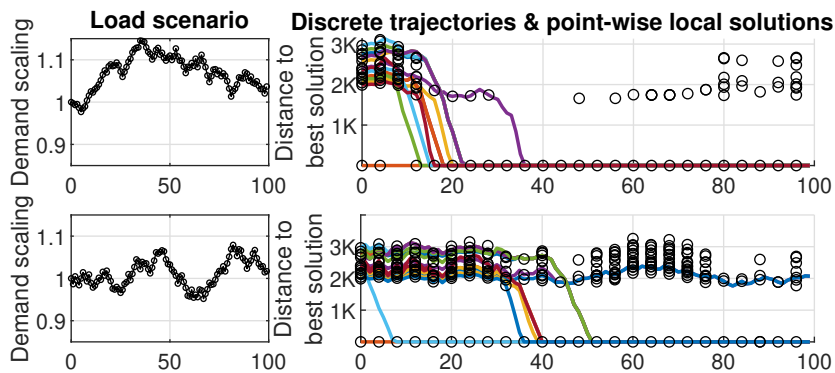 Load scenario
Discrete trajectories & point-wise local solutions
Demand scaling
1.1
1
0.9
0
50
100
Distance to
best solution
3K
2K
1K
0
20
40
60
80
100
Demand scaling
1.1
1
0.9
0
50
100
Distance to
best solution
3K
2K
1K
0
20
40
60
80
100